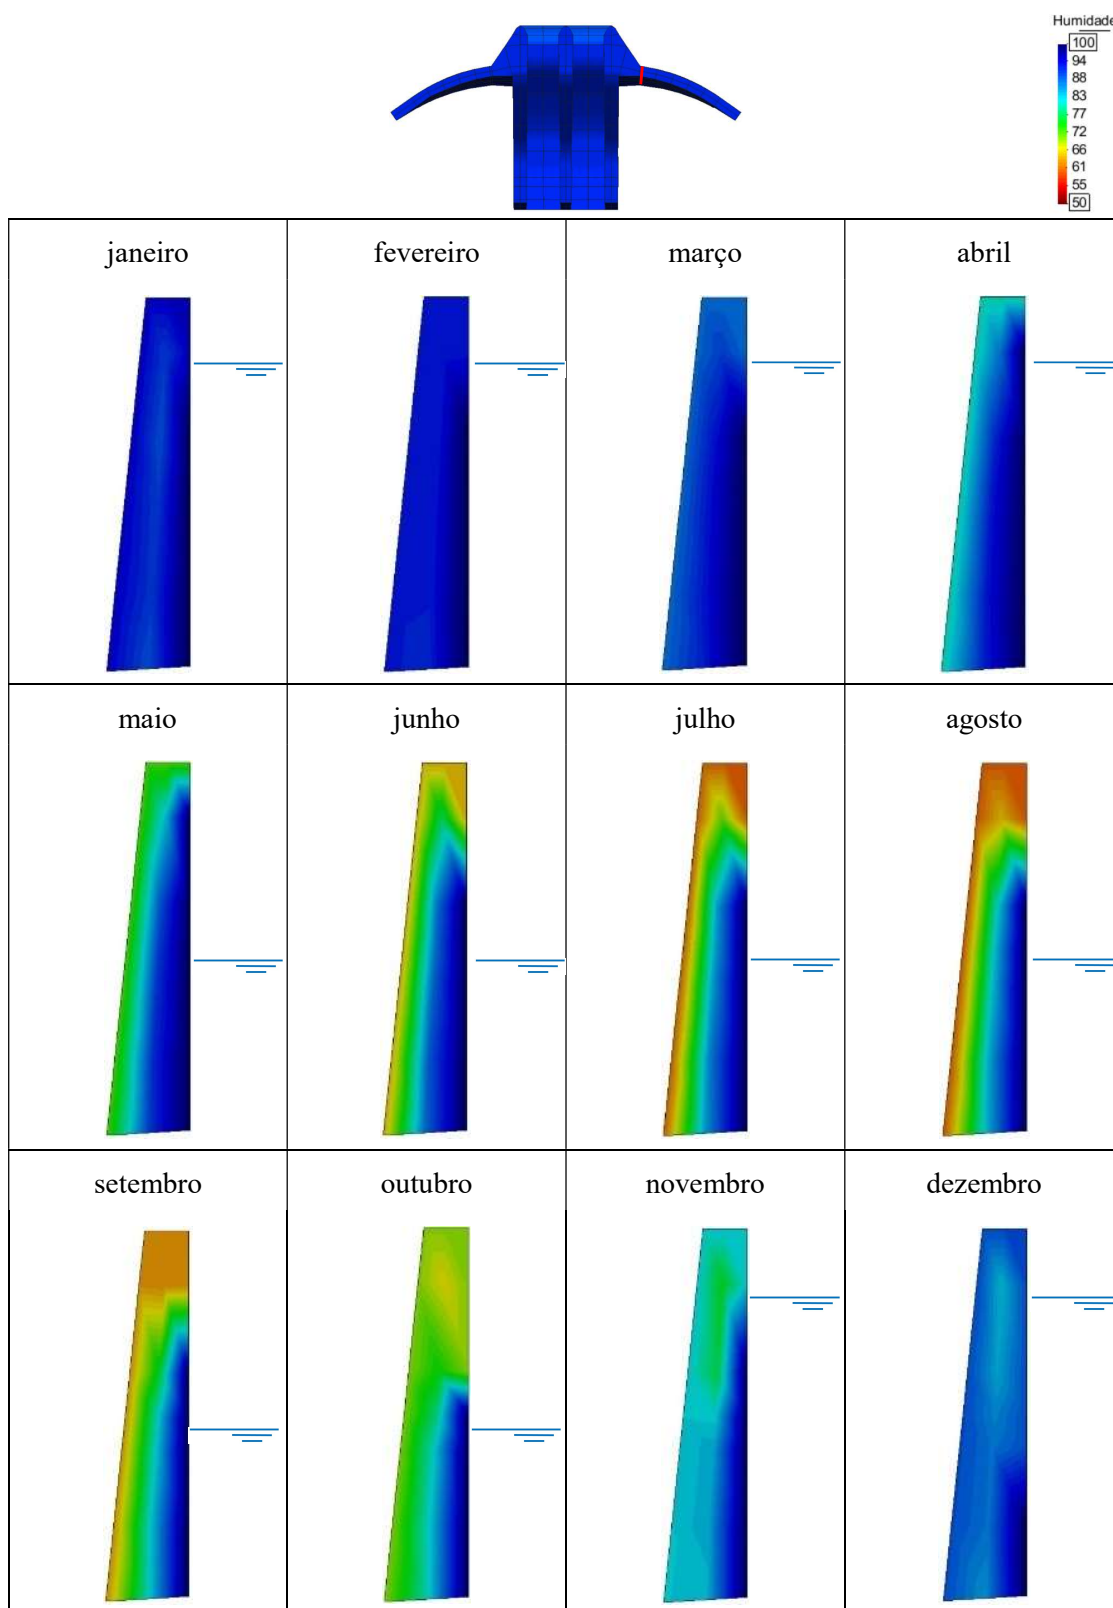 Humidade
100
94
88
83
77
72
66
61
55
50
janeiro fevereiro março abril
maio junho julho agosto
setembro outubro novembro dezembro